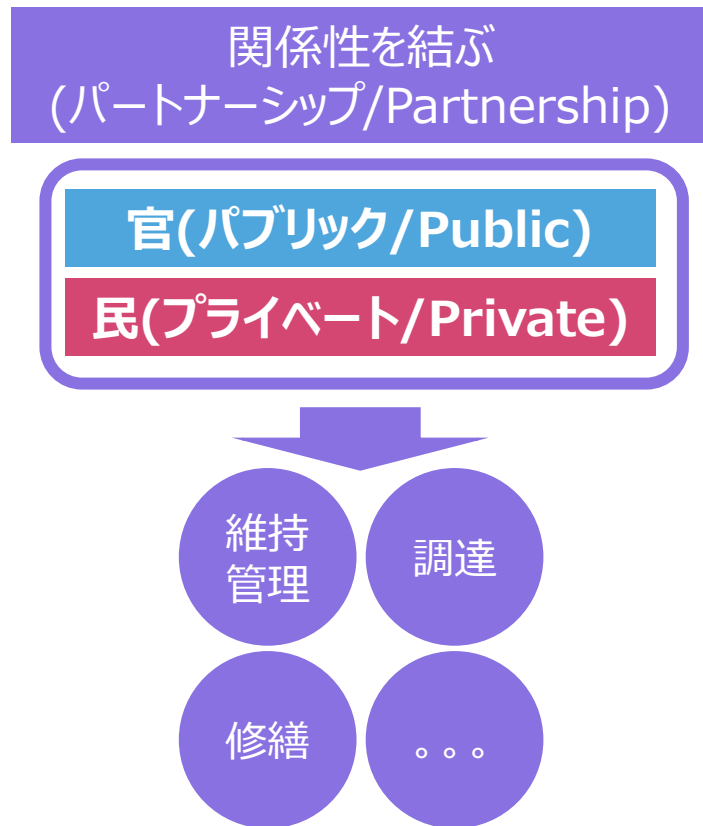 関係性を結ぶ
(パートナーシップ/Partnership)
官(パブリック/Public)
民(プライベート/Private)
維持
管理
調達
修繕
。。。